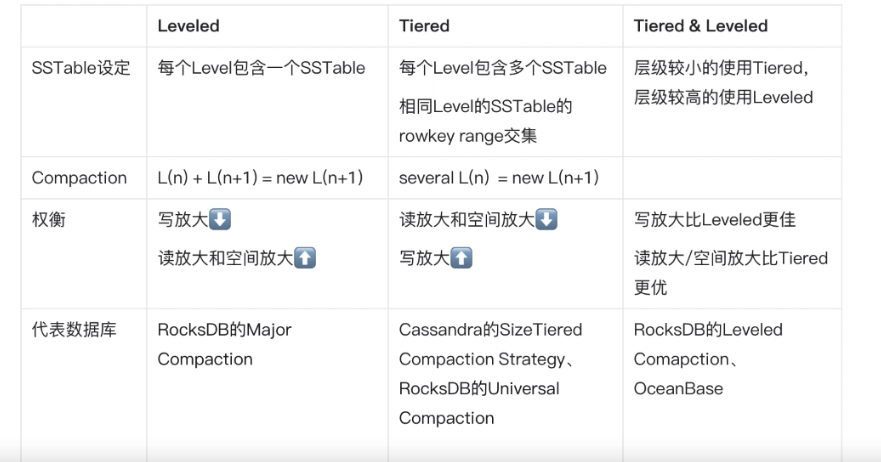 Leveled
Tiered
Tiered & Leveled
SSTable设定
每个Level包含一个SSTable
每个Level包含多个SSTable
相同Level的SSTable的
rowkey range交集
层级较小的使用Tiered,
层级较高的使用Leveled
Compaction
L(n) + L(n+1) = new L(n+1)
several L(n) = new L(n+1)
权衡
写放大⬇️
读放大和空间放大⬆️
读放大和空间放大⬇️
写放大⬆️
写放大比Leveled更佳
读放大/空间放大比Tiered
更优
代表数据库
RocksDB的Major
Compaction
Cassandra的SizeTiered
Compaction Strategy、
RocksDB的Universal
Compaction
RocksDB的Leveled
Comapction、
OceanBase